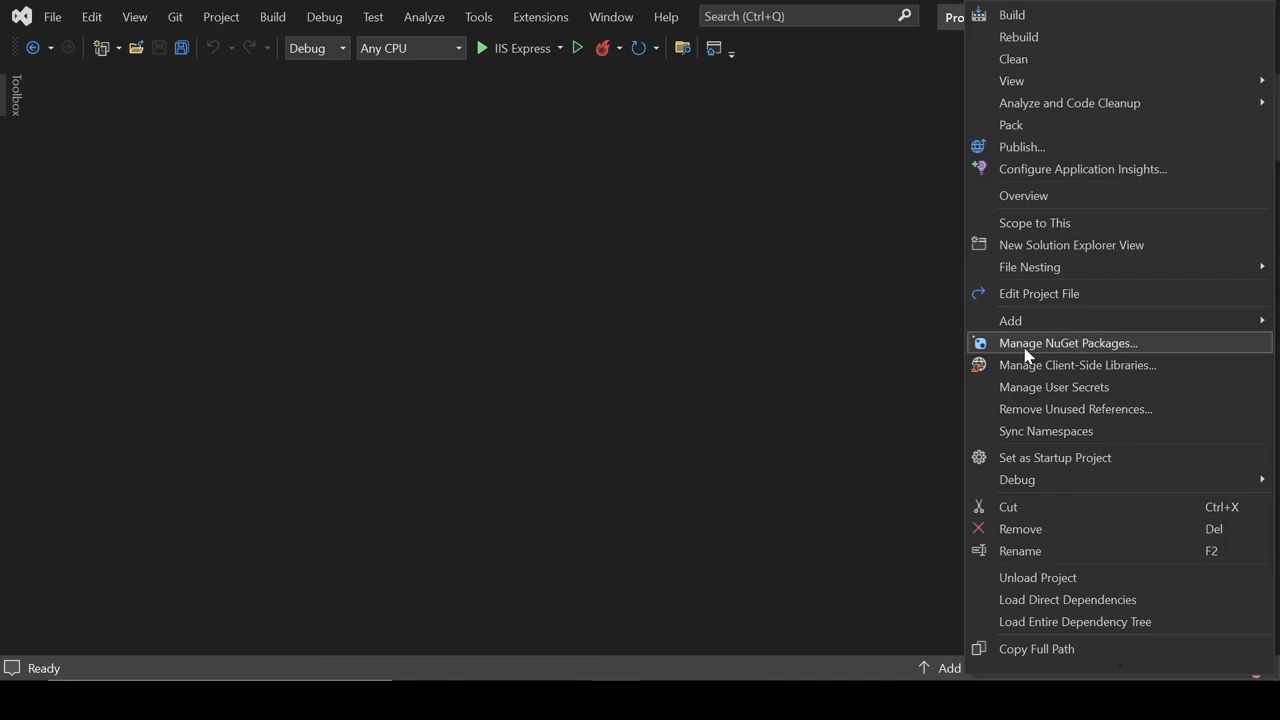 File Edit View Git Project Build Debug Test Analyze Tools Extensions Window Help Search (Ctrl+Q) Pro
Debug Any CPU IIS Express
Toolbox
Build
Rebuild
Clean
View
Analyze and Code Cleanup
Pack
Publish...
Configure Application Insights...
Overview
Scope to This
New Solution Explorer View
File Nesting
Edit Project File
Add
Manage NuGet Packages...
Manage Client-Side Libraries...
Manage User Secrets
Remove Unused References...
Sync Namespaces
Set as Startup Project
Debug
Cut Ctrl+X
Remove Del
Rename F2
Unload Project
Load Direct Dependencies
Load Entire Dependency Tree
Copy Full Path
Ready Add